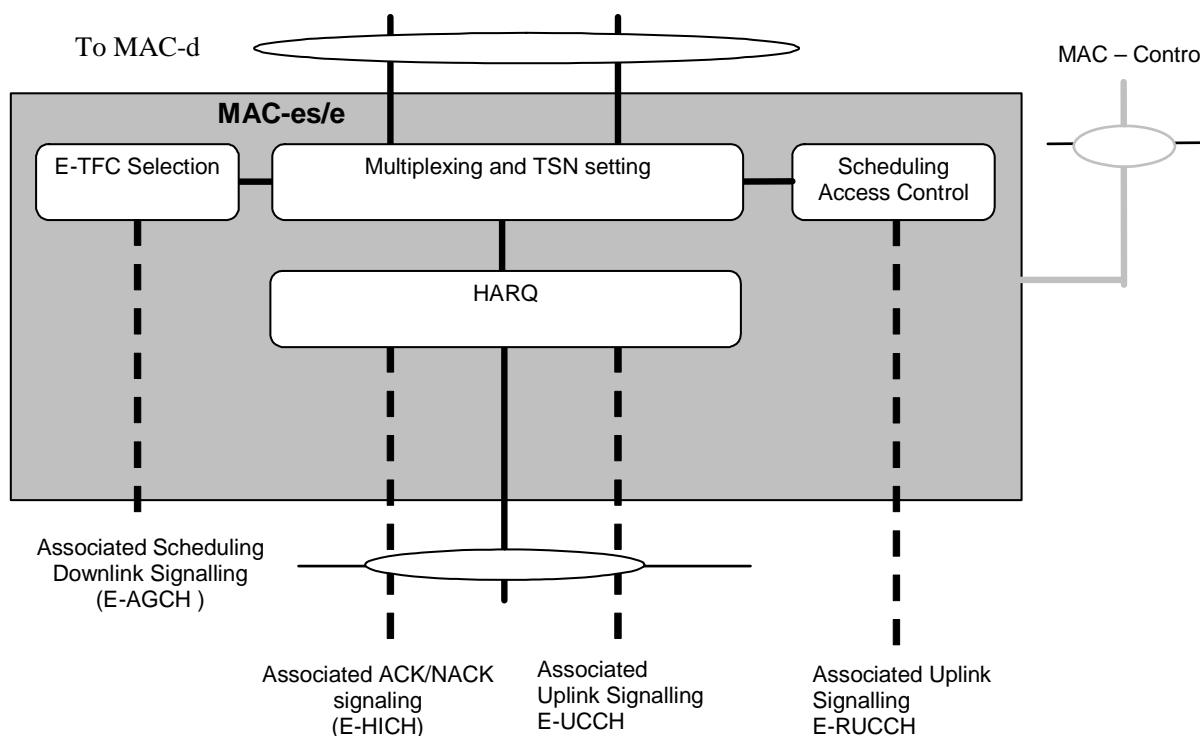 To MAC-d
MAC – Contro
MAC-es/e
E-TFC Selection
Multiplexing and TSN setting
Scheduling
Access Control
HARQ
Associated Scheduling
Downlink Signalling
(E-AGCH )
Associated ACK/NACK
signaling
(E-HICH)
Associated
Uplink Signalling
E-UCCH
Associated Uplink
Signalling
E-RUCCH